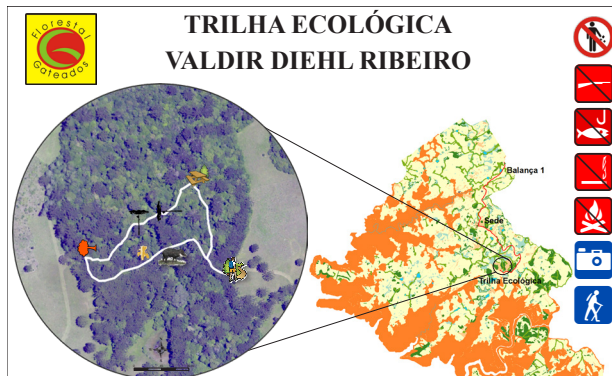 TRILHA ECOLÓGICA
VALDIR DIEHL RIBEIRO
Florestal
Gateados
Balança 1
Sede
Trilha Ecológica